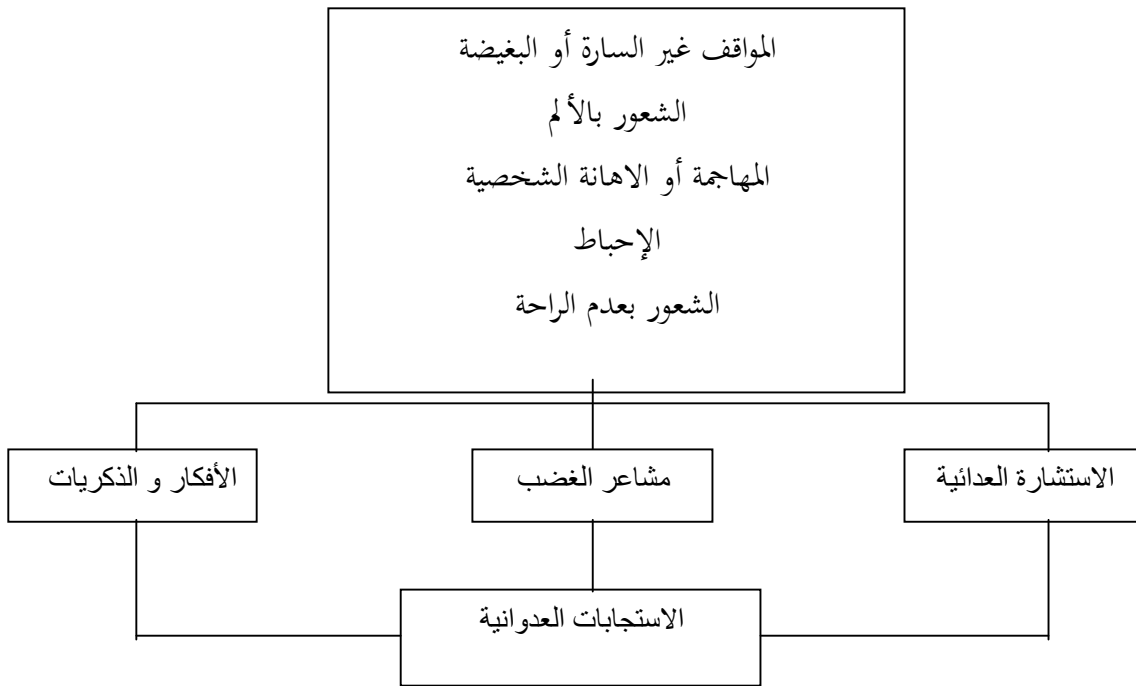 المواقف غير السارة أو البغيضة
الشعور بالألم
المهاجمة أو الاهانة الشخصية
الإحباط
الشعور بعدم الراحة
الاستشارة العدائية
مشاعر الغضب
الأفكار و الذكريات
الاستجابات العدوانية